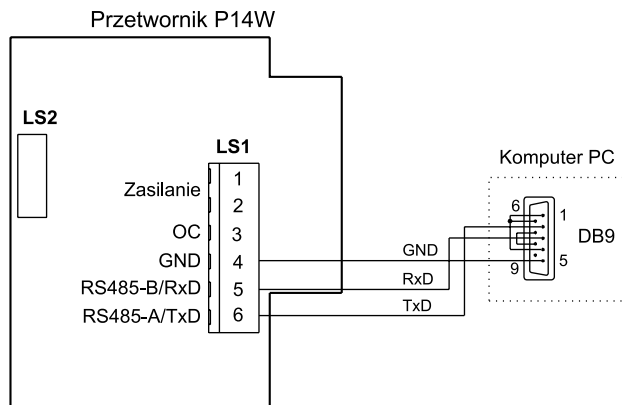 Przetwornik P14W
LS2
LS1
Komputer PC
Zasilanie
1
2
OC 3
GND 4
RS485-B/RxD 5
RS485-A/TxD 6
GND
RxD
TxD
6
1
DB9
9
5